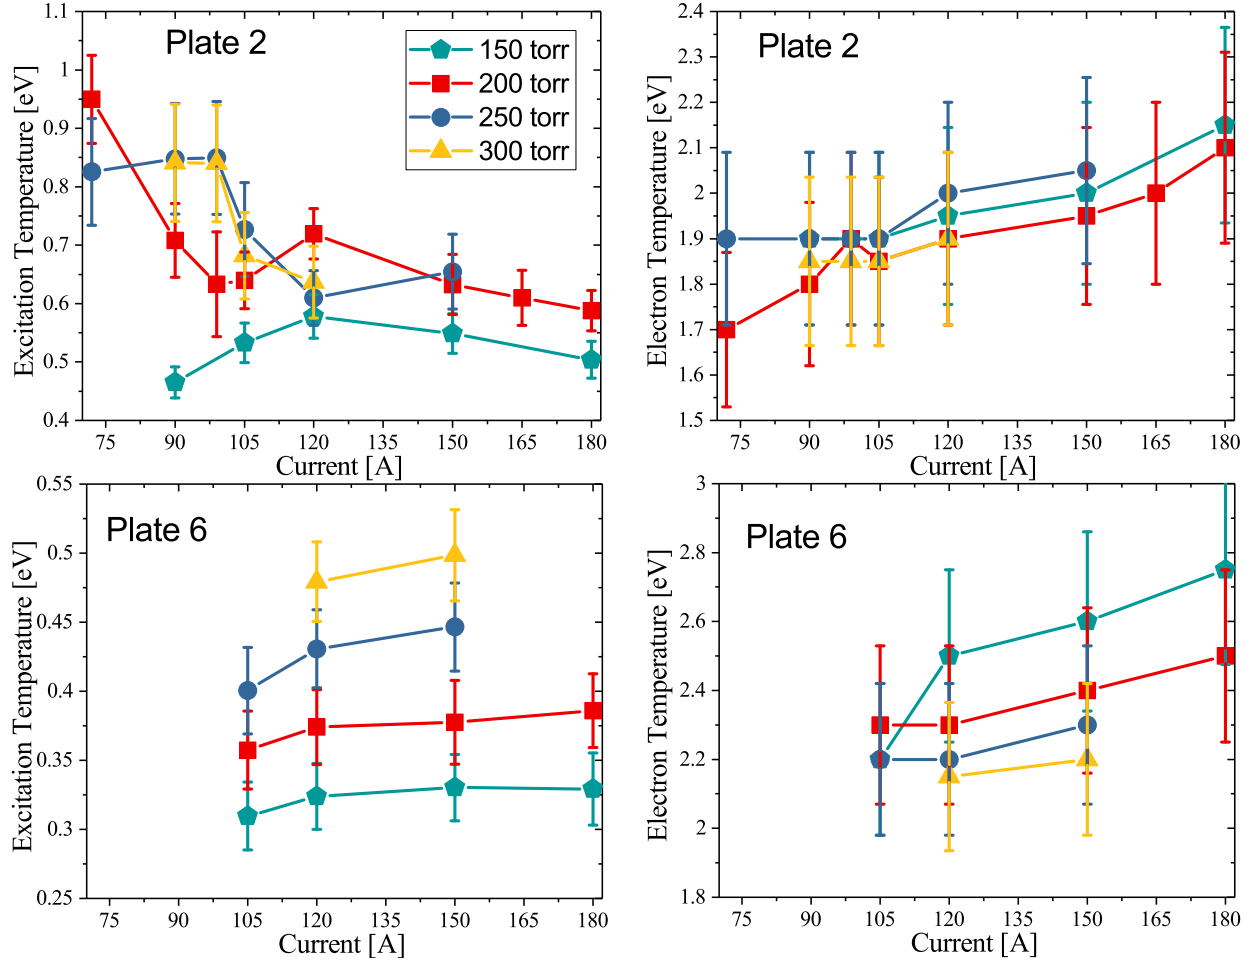 1.1
1
0.9
0.8
0.7
0.6
0.5
0.4
Excitation Temperature [eV]
Plate 2
150 torr
200 torr
250 torr
300 torr
75 90 105 120 135 150 165 180
Current [A]
2.4
2.3
2.2
2.1
2
1.9
1.8
1.7
1.6
1.5
Electron Temperature [eV]
Plate 2
75 90 105 120 135 150 165 180
Current [A]
0.55
0.5
0.45
0.4
0.35
0.3
0.25
Excitation Temperature [eV]
Plate 6
75 90 105 120 135 150 165 180
Current [A]
3
2.8
2.6
2.4
2.2
2
1.8
Electron Temperature [eV]
Plate 6
75 90 105 120 135 150 165 180
Current [A]